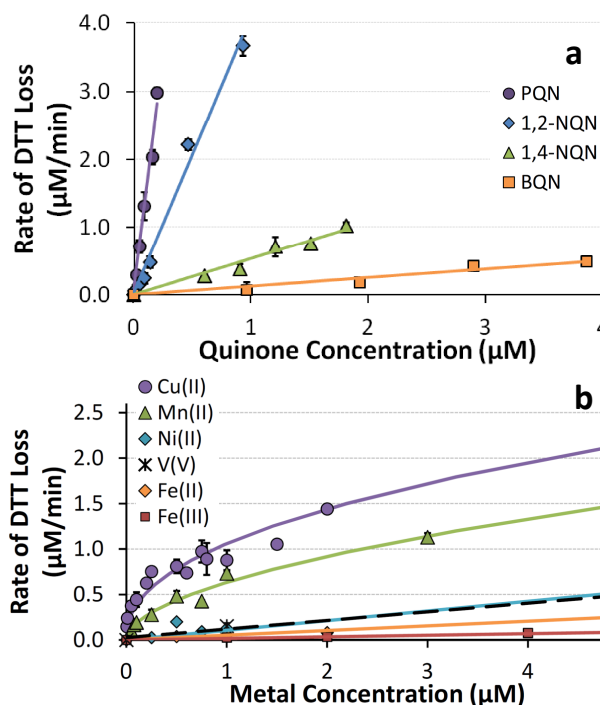 a
4.0
3.0
2.0
1.0
0.0
Rate of DTT Loss
(µM/min)
PQN
1,2-NQN
1,4-NQN
BQN
0
1
2
3
4
Quinone Concentration (µM)
b
Cu(II)
Mn(II)
Ni(II)
V(V)
Fe(II)
Fe(III)
2.5
2.0
1.5
1.0
0.5
0.0
Rate of DTT Loss
(µM/min)
0
1
2
3
4
Metal Concentration (µM)